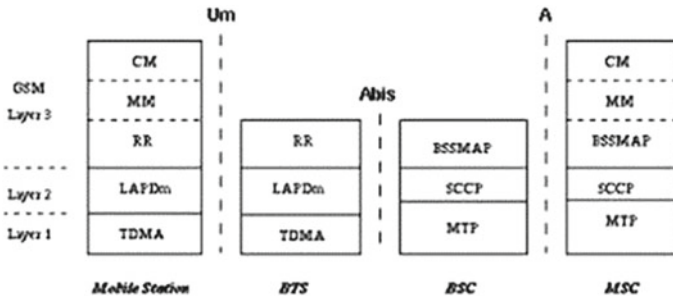 Um
A
Abis
GSM
Layer 3
Layer 2
Layer 1
CM
MM
RR
LAPDm
TDMA
Mobile Station
RR
LAPDm
TDMA
BTS
BSSMAP
SCCP
MTP
BSC
CM
MM
BSSMAP
SCCP
MTP
MSC